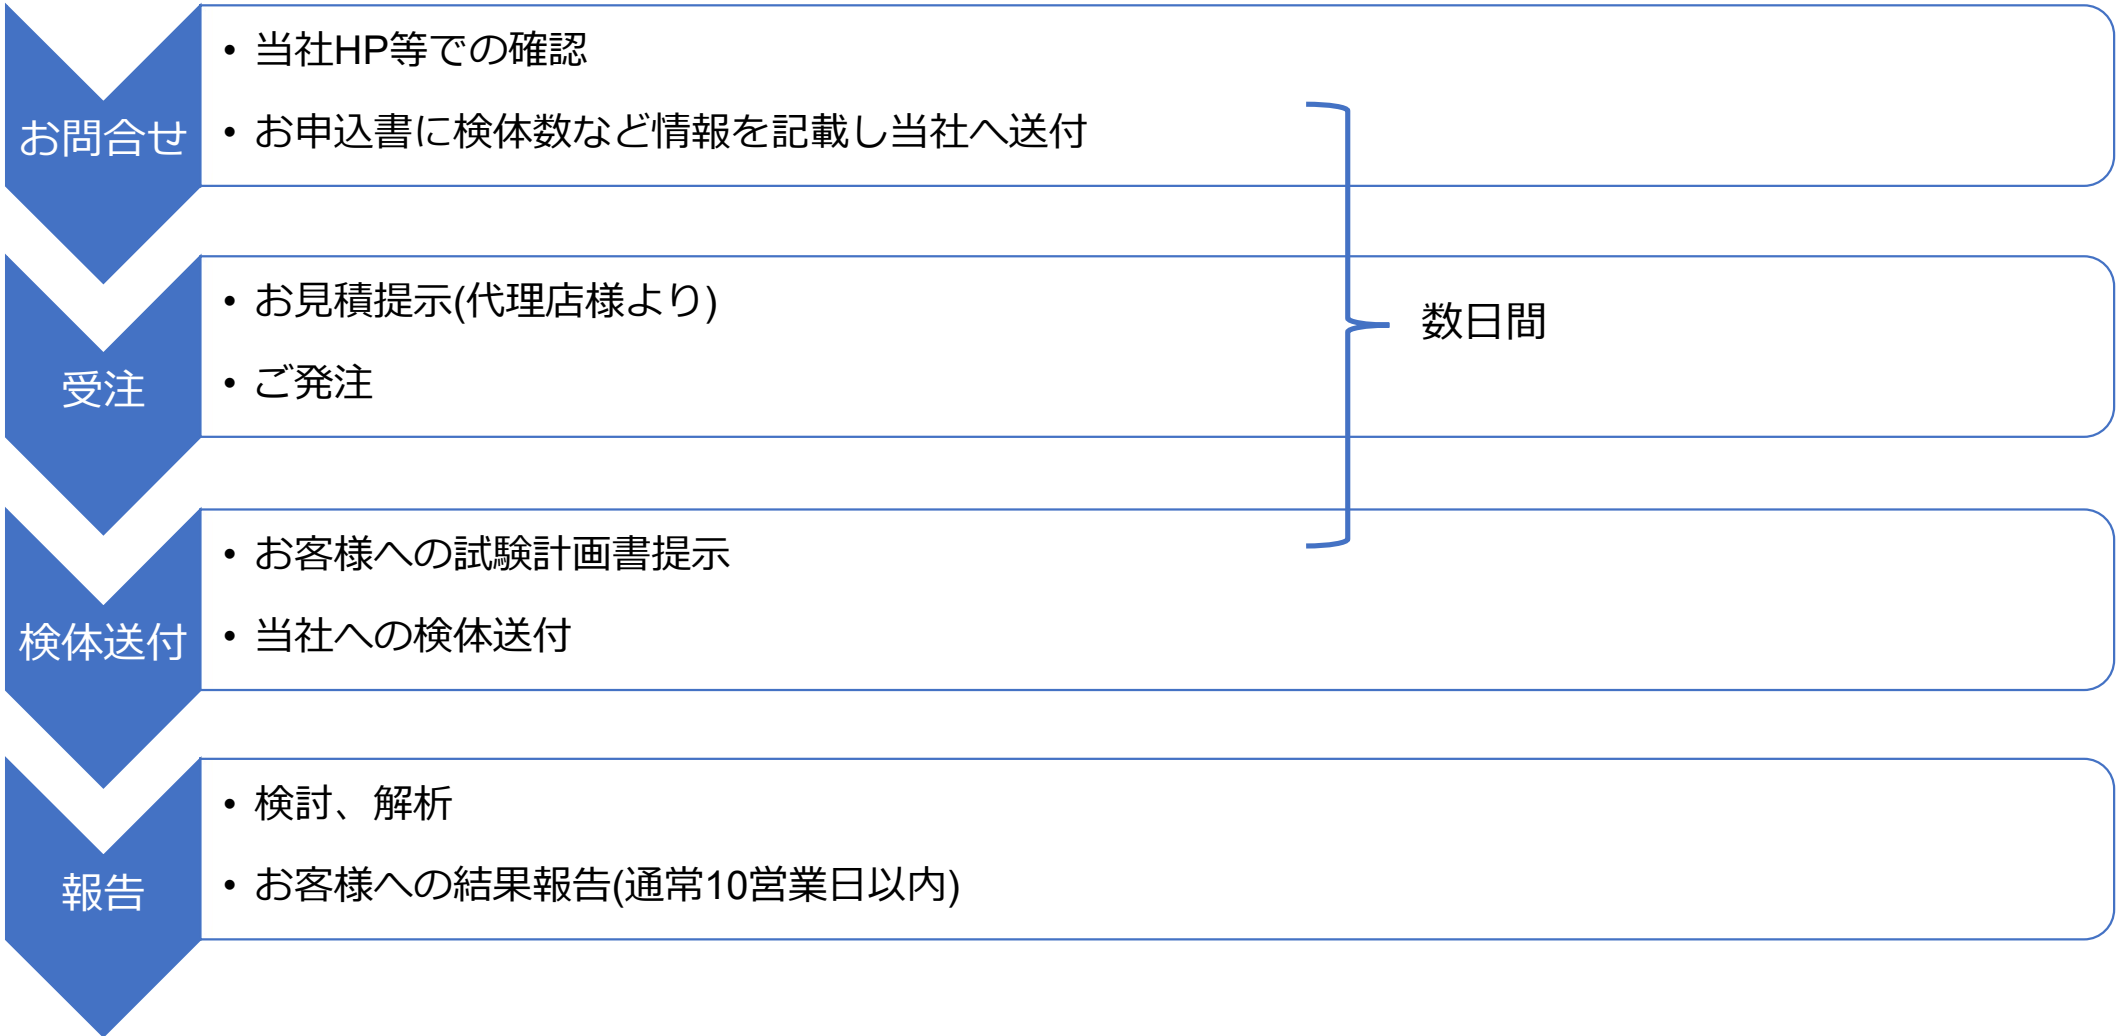 お問合せ
• 当社HP等での確認
• お申込書に検体数など情報を記載し当社へ送付
受注
• お見積提示(代理店様より)
• ご発注
数日間
検体送付
• お客様への試験計画書提示
• 当社への検体送付
報告
• 検討、解析
• お客様への結果報告(通常10営業日以内)